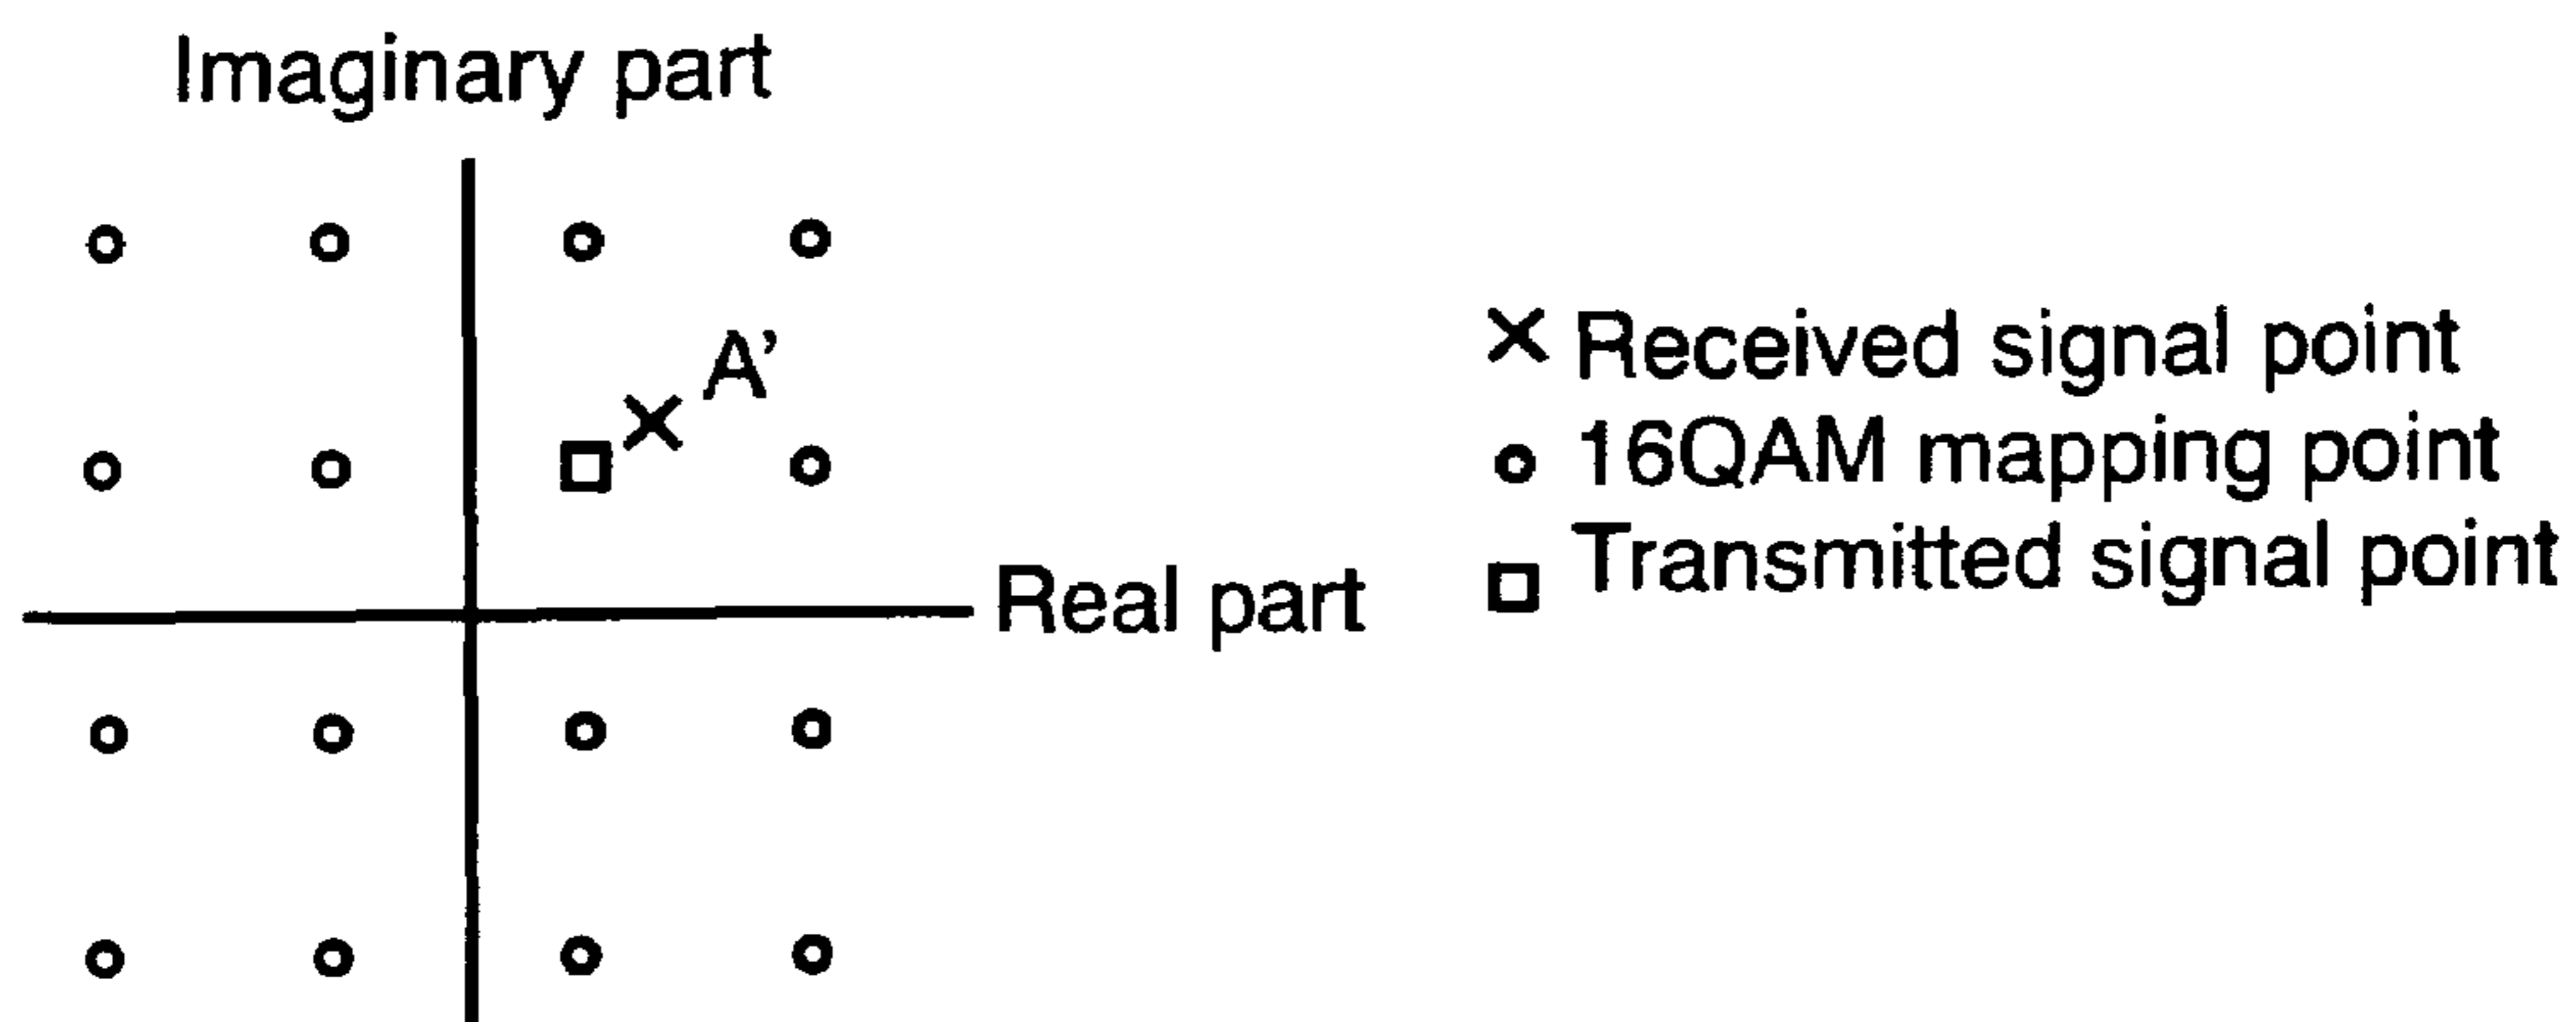 Imaginary part
A'
Real part
Received signal point
16QAM mapping point
Transmitted signal point